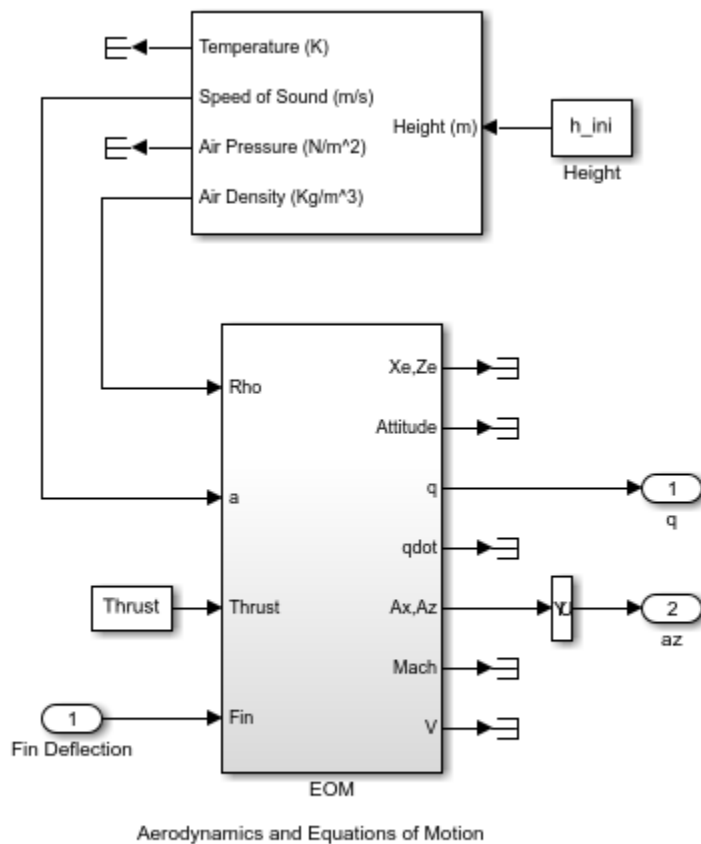 Temperature (K)
Speed of Sound (m/s)
Air Pressure (N/m^2)
Air Density (Kg/m^3)
Height (m)
h_ini
Height
Rho
a
Thrust
Fin
Xe,Ze
Attitude
q
qdot
Ax,Az
Mach
V
EOM
Thrust
1
Fin Deflection
1
q
2
az
Aerodynamics and Equations of Motion